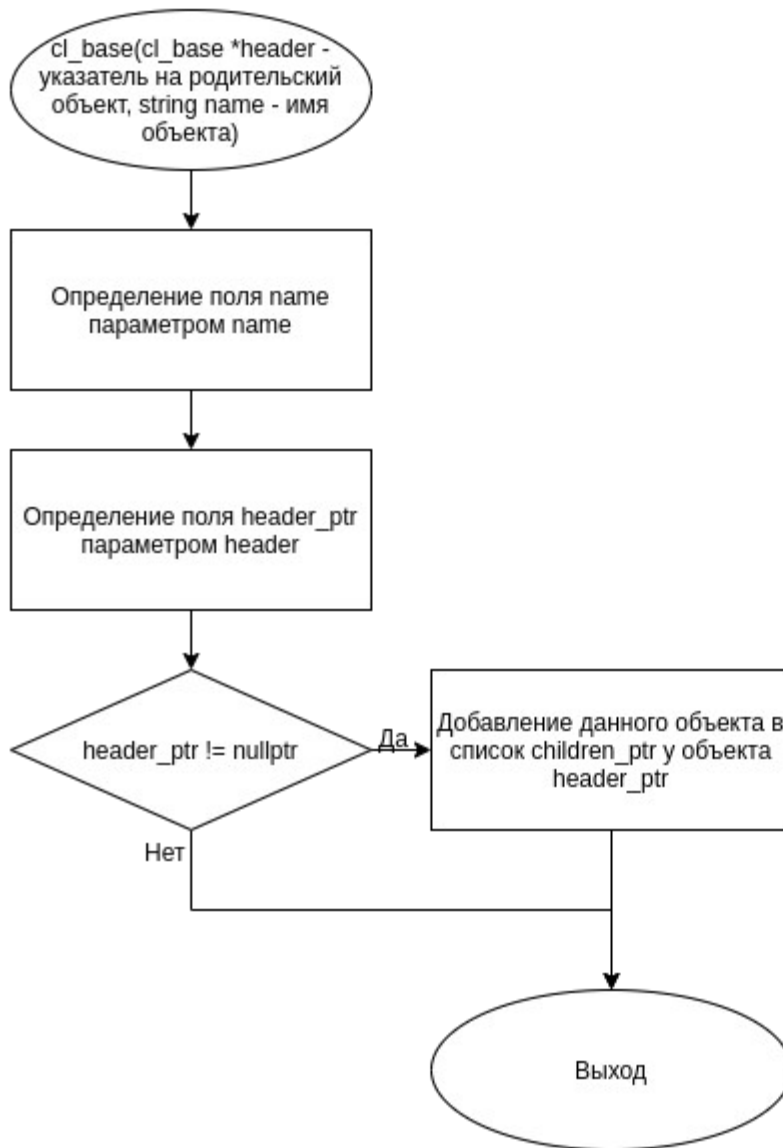 cl_base(cl_base *header -
указатель на родительский
объект, string name - имя
объекта)
Определение поля name
параметром name
Определение поля header_ptr
параметром header
header_ptr != nullptr
Да
Добавление данного объекта в
список children_ptr у объекта
header_ptr
Нет
Выход